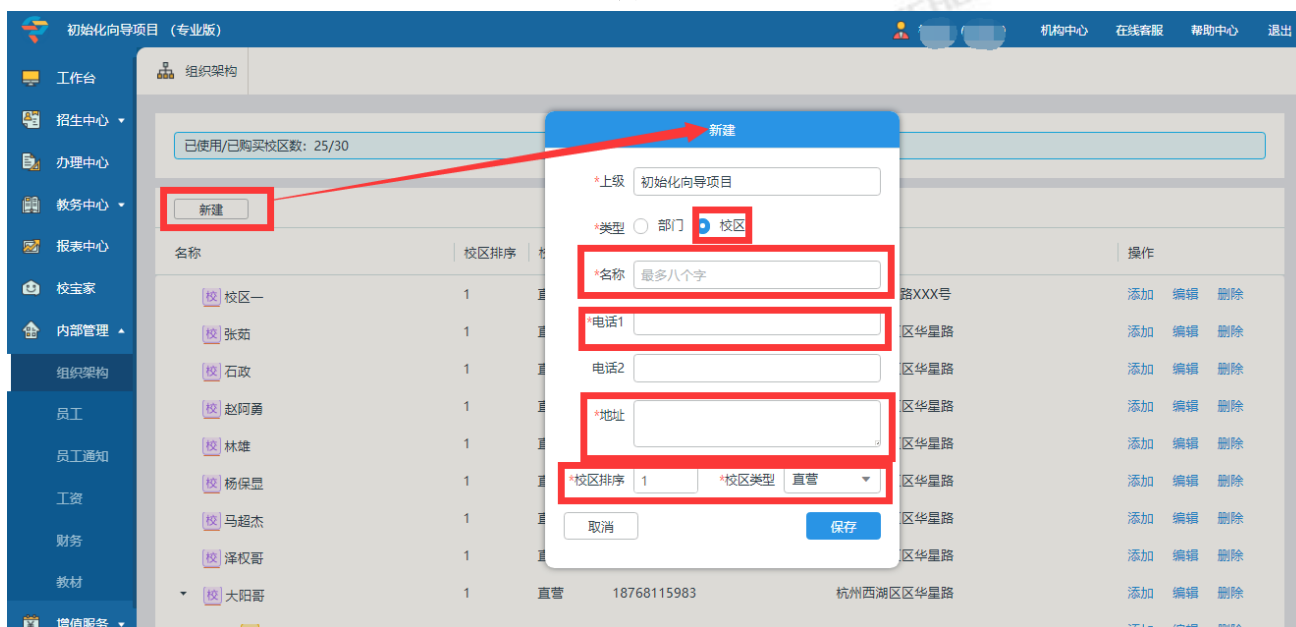 初始化向导项目 (专业版) 机构中心 在线客服 帮助中心 退出
工作台 组织架构
招生中心
办理中心
教务中心
报表中心
校宝家
内部管理
组织架构
员工
员工通知
工资
财务
教材
增值服务
已使用/已购买校区数: 25/30
新建
名称 校区排序 操作
校 校区一 1 路XXX号 添加 编辑 删除
校 张茹 1 区华星路 添加 编辑 删除
校 石政 1 区华星路 添加 编辑 删除
校 赵阿勇 1 区华星路 添加 编辑 删除
校 林雄 1 区华星路 添加 编辑 删除
校 杨保显 1 区华星路 添加 编辑 删除
校 马超杰 1 区华星路 添加 编辑 删除
校 泽权哥 1 区华星路 添加 编辑 删除
校 大阳哥 1 直营 18768115983 杭州西湖区区华星路 添加 编辑 删除
新建
*上级 初始化向导项目
*类型 部门 校区
*名称 最多八个字
*电话1
电话2
*地址
*校区排序 1 *校区类型 直营
取消 保存